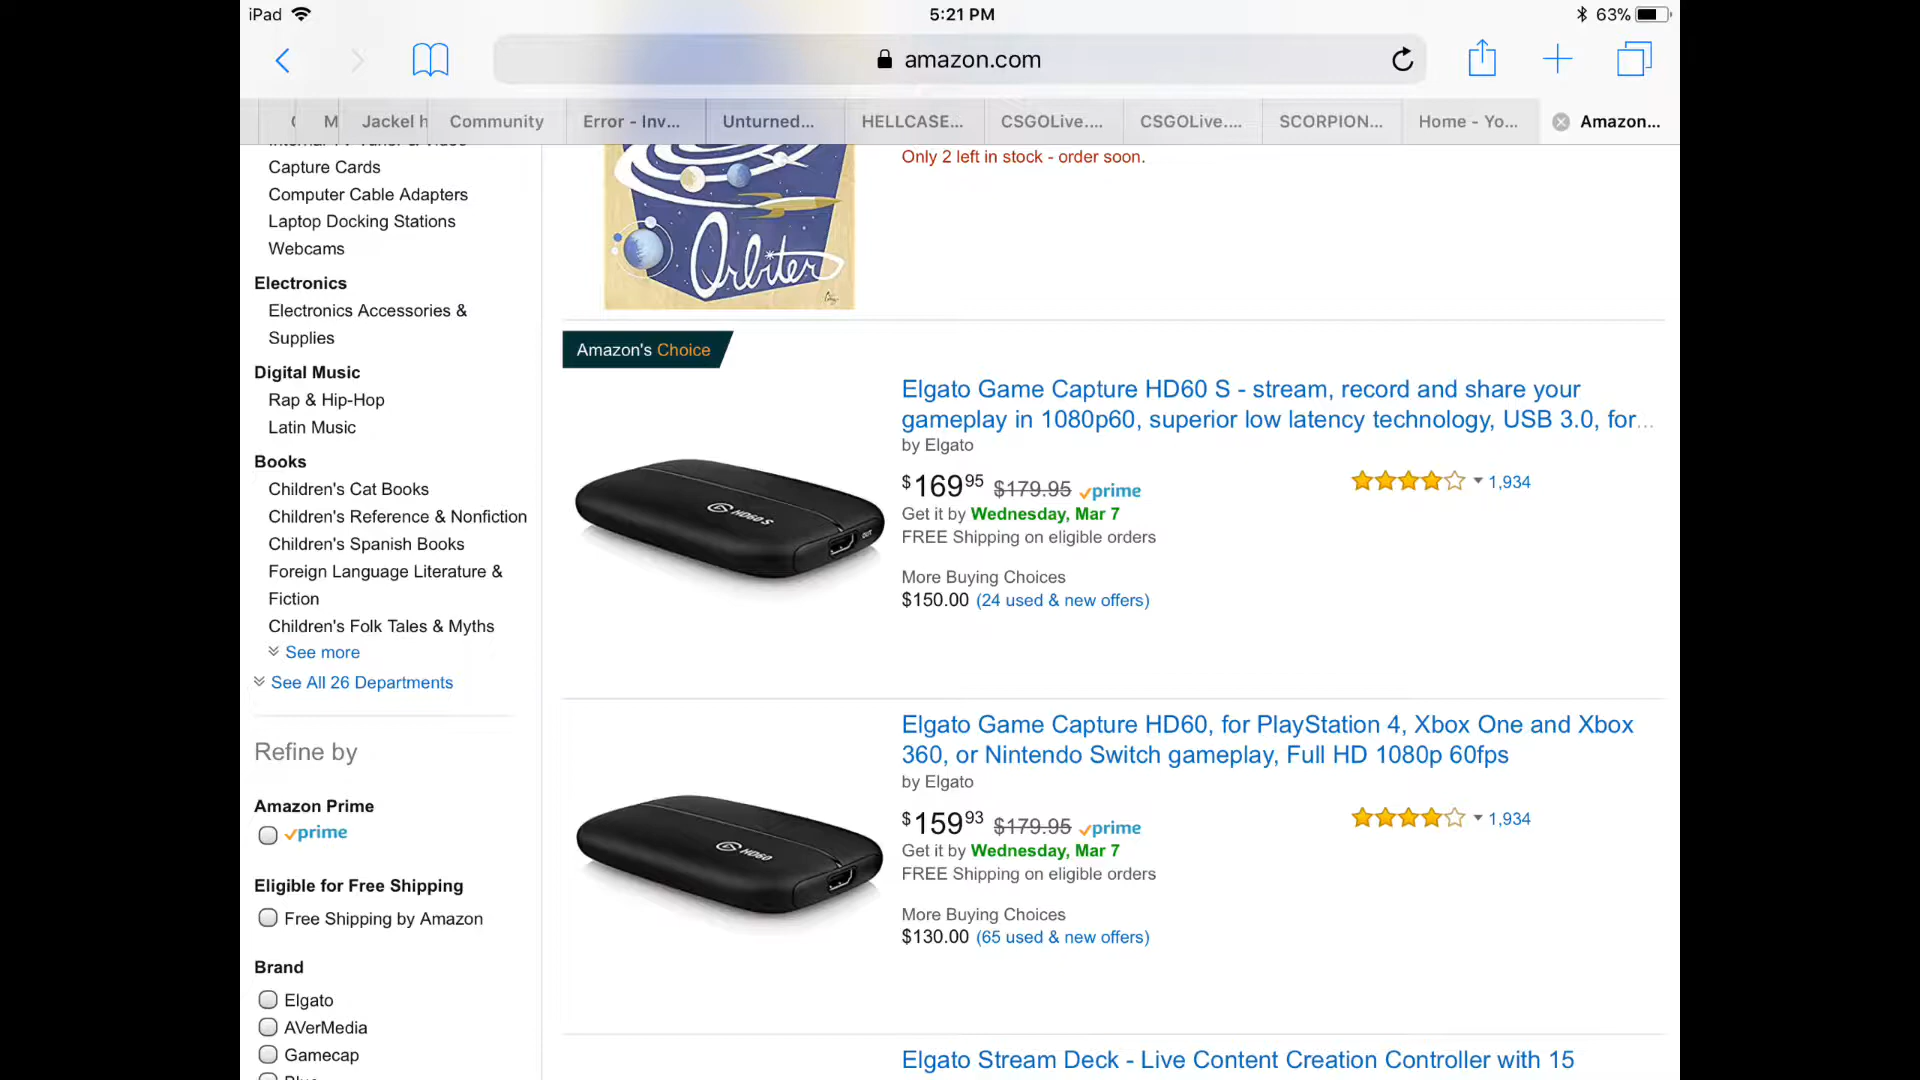 iPad
5:21 PM
63%
amazon.com
M
Jackel h
Community
Error - Inv...
Unturned...
HELLCASE...
CSGOLive....
CSGOLive....
SCORPION...
Home - Yo...
Amazon...
Capture Cards
Computer Cable Adapters
Laptop Docking Stations
Webcams
Electronics
Electronics Accessories &
Supplies
Digital Music
Rap & Hip-Hop
Latin Music
Books
Children's Cat Books
Children's Reference & Nonfiction
Children's Spanish Books
Foreign Language Literature &
Fiction
Children's Folk Tales & Myths
See more
See All 26 Departments
Refine by
Amazon Prime
prime
Eligible for Free Shipping
Free Shipping by Amazon
Brand
Elgato
AVerMedia
Gamecap
Only 2 left in stock - order soon.
Orbiter
Amazon's Choice
Elgato Game Capture HD60 S - stream, record and share your
gameplay in 1080p60, superior low latency technology, USB 3.0, for...
by Elgato
$169 95 $179.95 prime
1,934
Get it by Wednesday, Mar 7
FREE Shipping on eligible orders
More Buying Choices
$150.00 (24 used & new offers)
HD60 S
OUT
Elgato Game Capture HD60, for PlayStation 4, Xbox One and Xbox
360, or Nintendo Switch gameplay, Full HD 1080p 60fps
by Elgato
$159 93 $179.95 prime
1,934
Get it by Wednesday, Mar 7
FREE Shipping on eligible orders
More Buying Choices
$130.00 (65 used & new offers)
HD60
Elgato Stream Deck - Live Content Creation Controller with 15